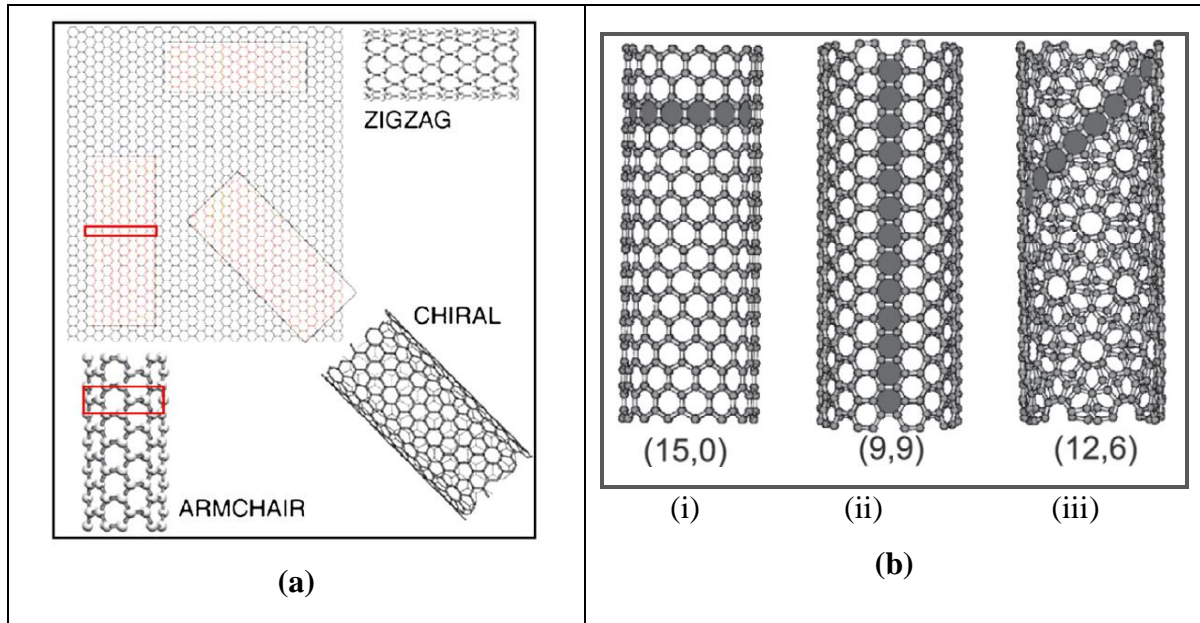 ZIGZAG
CHIRAL
ARMCHAIR
(a)
(15,0) (9,9) (12,6)
(i) (ii) (iii)
(b)